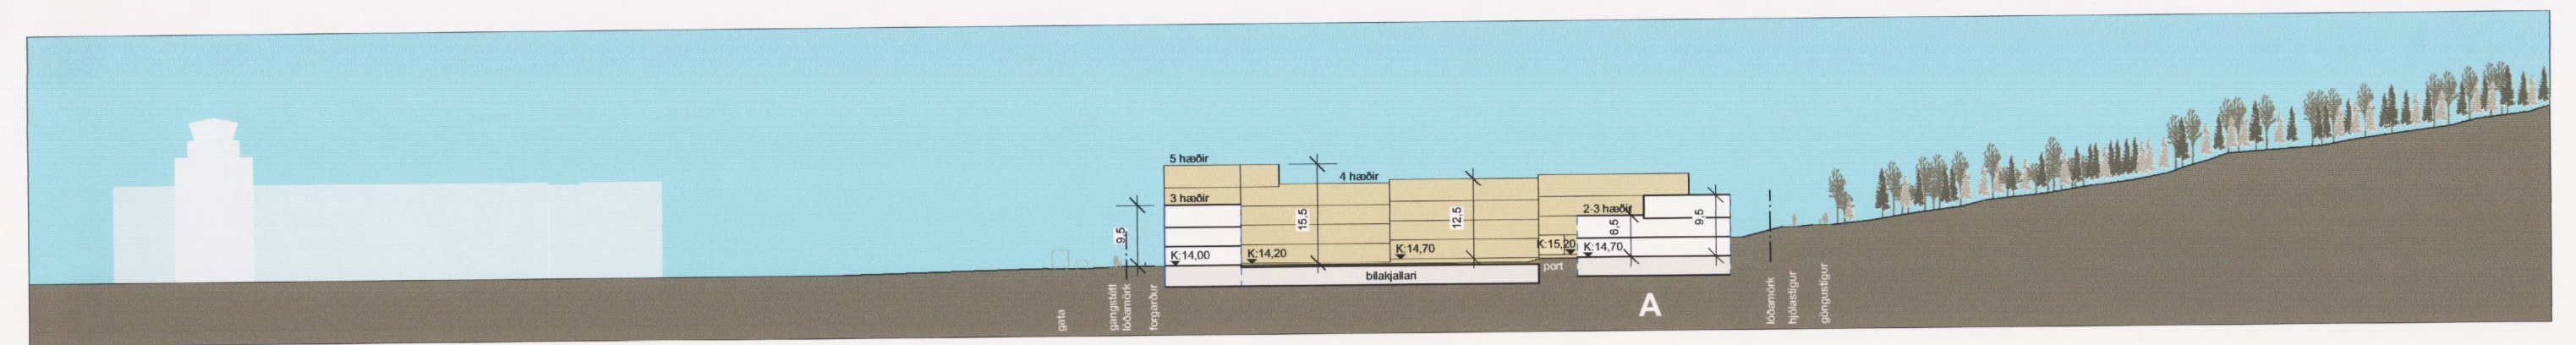 5 hæðir
3 hæðir
4 hæðir
2-3 hæðir
9,5
15,5
12,5
6,5
9,5
K:14,00
K:14,20
K:14,70
K:15,20
K:14,70
bílakjallari
port
A
gata
gangstétt
lóðamörk
forgarður
lóðamörk
hjólastígur
göngustígur